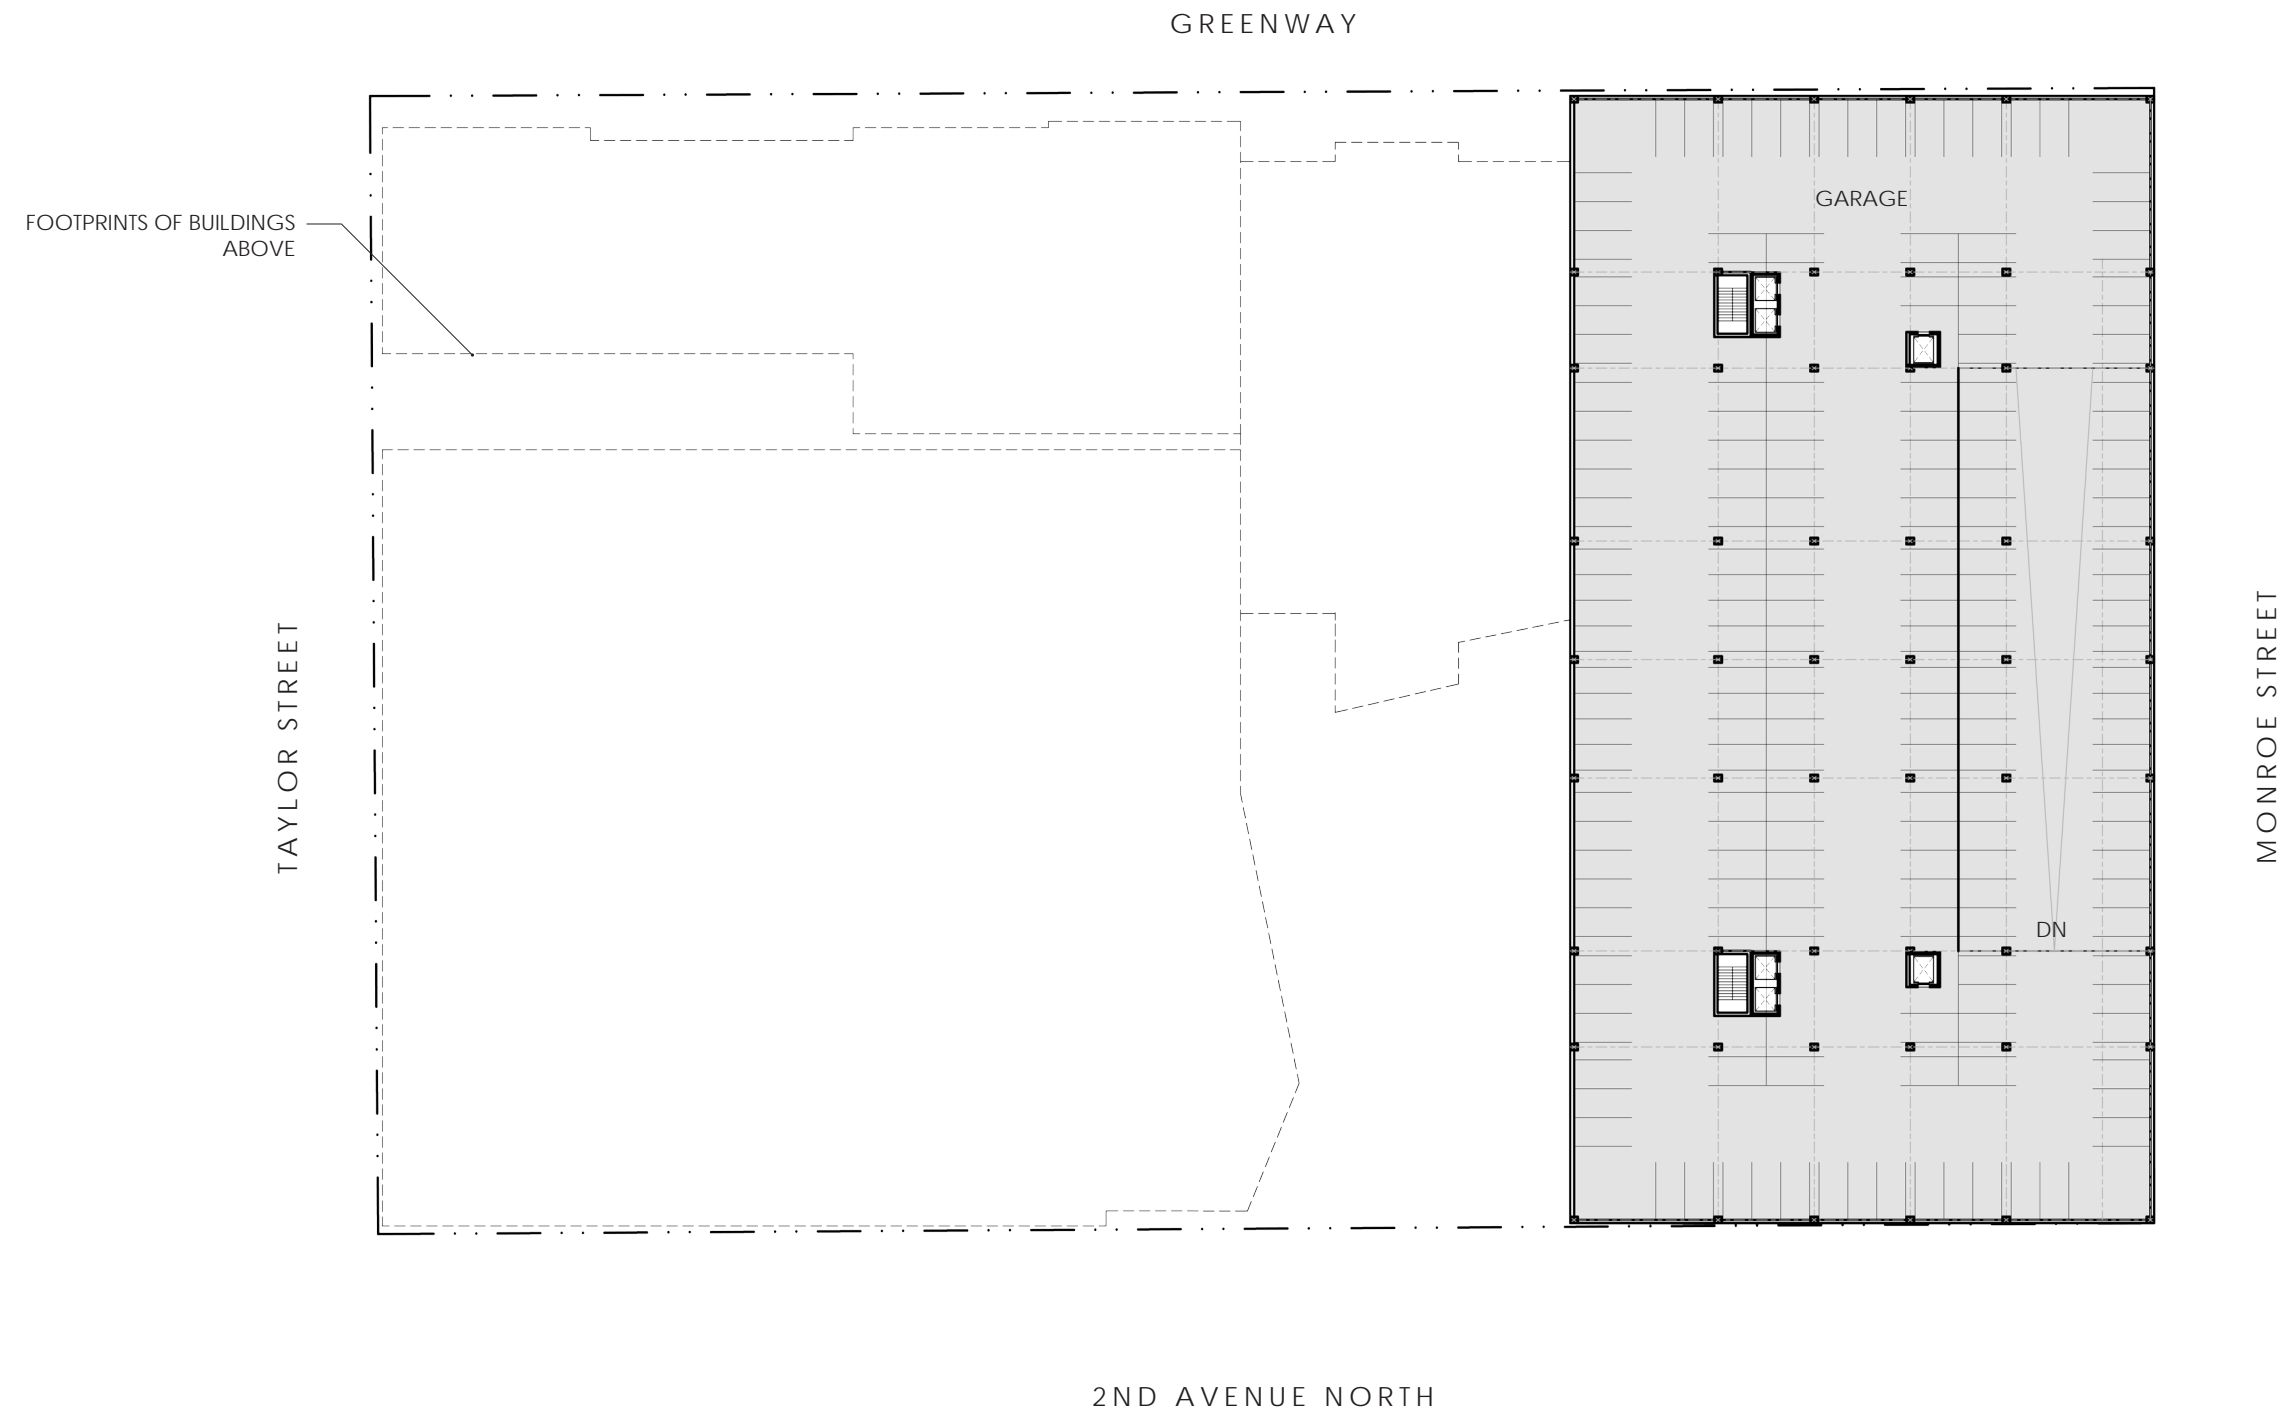 GREENWAY
GARAGE
FOOTPRINTS OF BUILDINGS
ABOVE
TAYLOR STREET
MONROE STREET
DN
2ND AVENUE NORTH